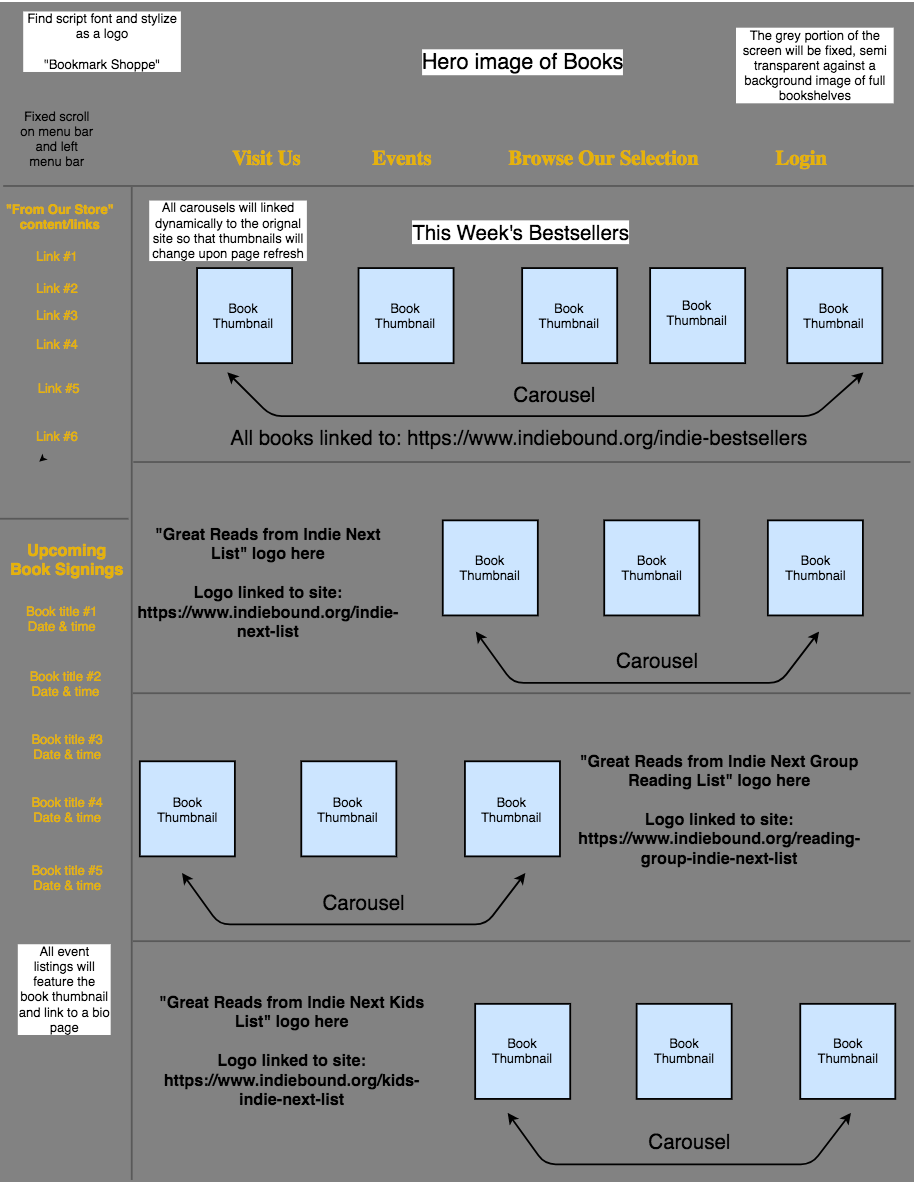 Find script font and stylize
as a logo
"Bookmark Shoppe"
Hero image of Books
The grey portion of the
screen will be fixed, semi
transparent against a
background image of full
bookshelves
Fixed scroll
on menu bar
and left
menu bar
Visit Us
Events
Browse Our Selection
Login
"From Our Store"
content/links
Link #1
Link #2
Link #3
Link #4
Link #5
Link #6
All carousels will linked
dynamically to the orignal
site so that thumbnails will
change upon page refresh
This Week's Bestsellers
Book
Thumbnail
Book
Thumbnail
Book
Thumbnail
Book
Thumbnail
Book
Thumbnail
Carousel
All books linked to: https://www.indiebound.org/indie-bestsellers
Upcoming
Book Signings
Book title #1
Date & time
Book title #2
Date & time
Book title #3
Date & time
Book title #4
Date & time
Book title #5
Date & time
All event
listings will
feature the
book thumbnail
and link to a bio
page
"Great Reads from Indie Next
List" logo here
Logo linked to site:
https://www.indiebound.org/indie-
next-list
Book
Thumbnail
Book
Thumbnail
Book
Thumbnail
Carousel
Book
Thumbnail
Book
Thumbnail
Book
Thumbnail
Carousel
"Great Reads from Indie Next Group
Reading List" logo here
Logo linked to site:
https://www.indiebound.org/reading-
group-indie-next-list
"Great Reads from Indie Next Kids
List" logo here
Logo linked to site:
https://www.indiebound.org/kids-
indie-next-list
Book
Thumbnail
Book
Thumbnail
Book
Thumbnail
Carousel